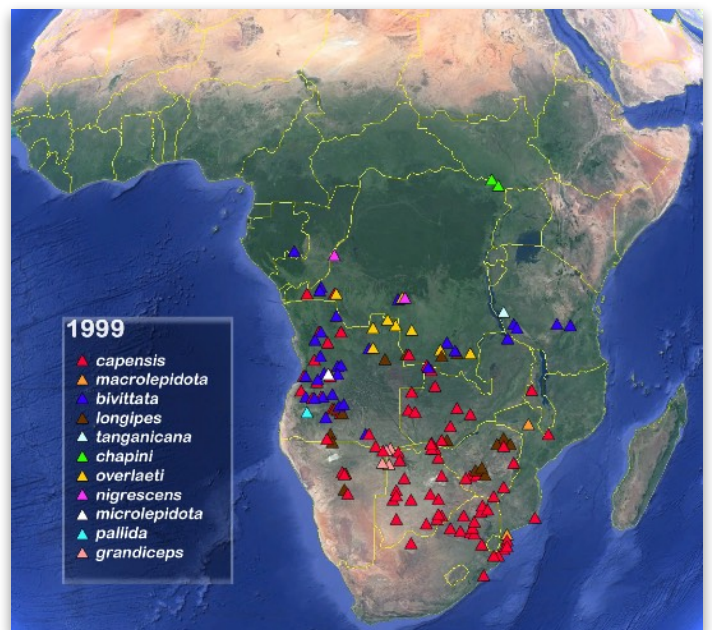 1999
capensis
macrolepidota
bivittata
longipes
tanganicana
chapini
overlaeti
nigrescens
microlepidota
pallida
grandiceps